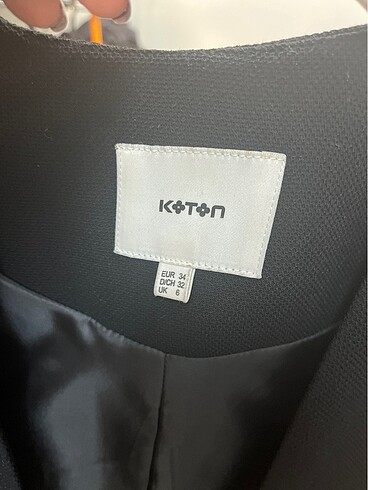 KOTON
EUR 34
D/CH 32
UK 6